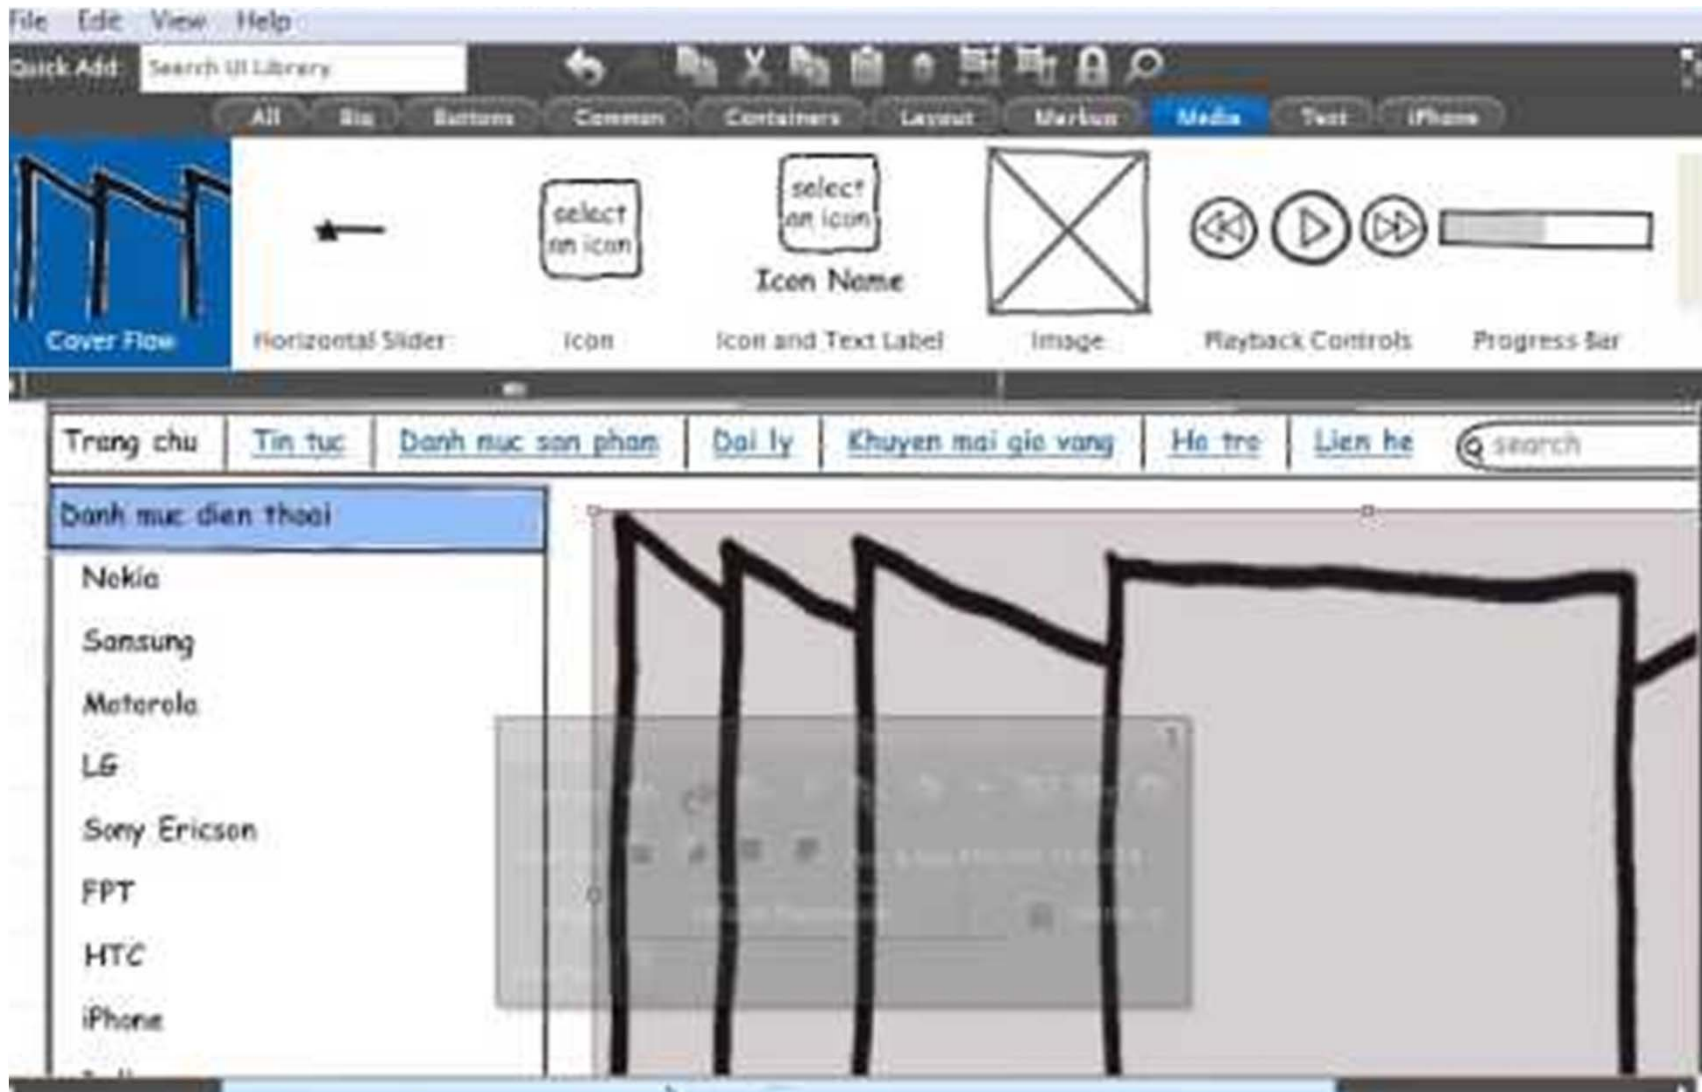 File Edit View Help
Quick Add Search UI Library
All Big Buttons Common Containers Layout Markup Media Text iPhone
select
an icon
select
an icon
Icon Name
Cover Flow Horizontal Slider Icon Icon and Text Label Image Playback Controls Progress Bar
Trang chu Tin tuc Danh muc san pham Dai ly Khuyen mai gio vang Ho tro Lien he search
Danh muc dien thoai
Nokia
Samsung
Motorola
LG
Sony Ericson
FPT
HTC
iPhone